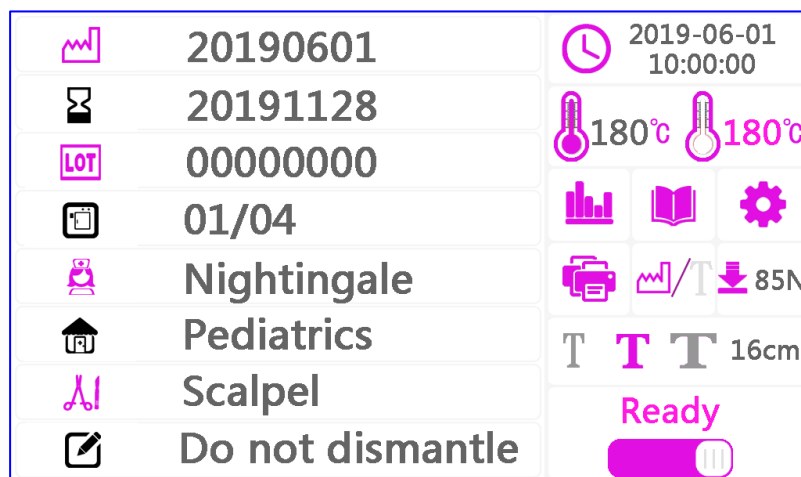 20190601
20191128
LOT
00000000
01/04
Nightingale
Pediatrics
Scalpel
Do not dismantle
2019-06-01
10:00:00
180℃
180℃
T
85N
T T T
16cm
Ready